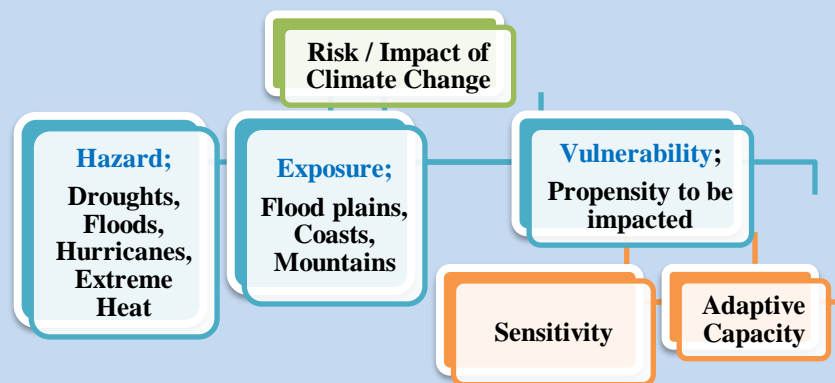 Risk / Impact of
Climate Change
Hazard;
Droughts,
Floods,
Hurricanes,
Extreme
Heat
Exposure;
Flood plains,
Coasts,
Mountains
Vulnerability;
Propensity to be
impacted
Sensitivity
Adaptive
Capacity